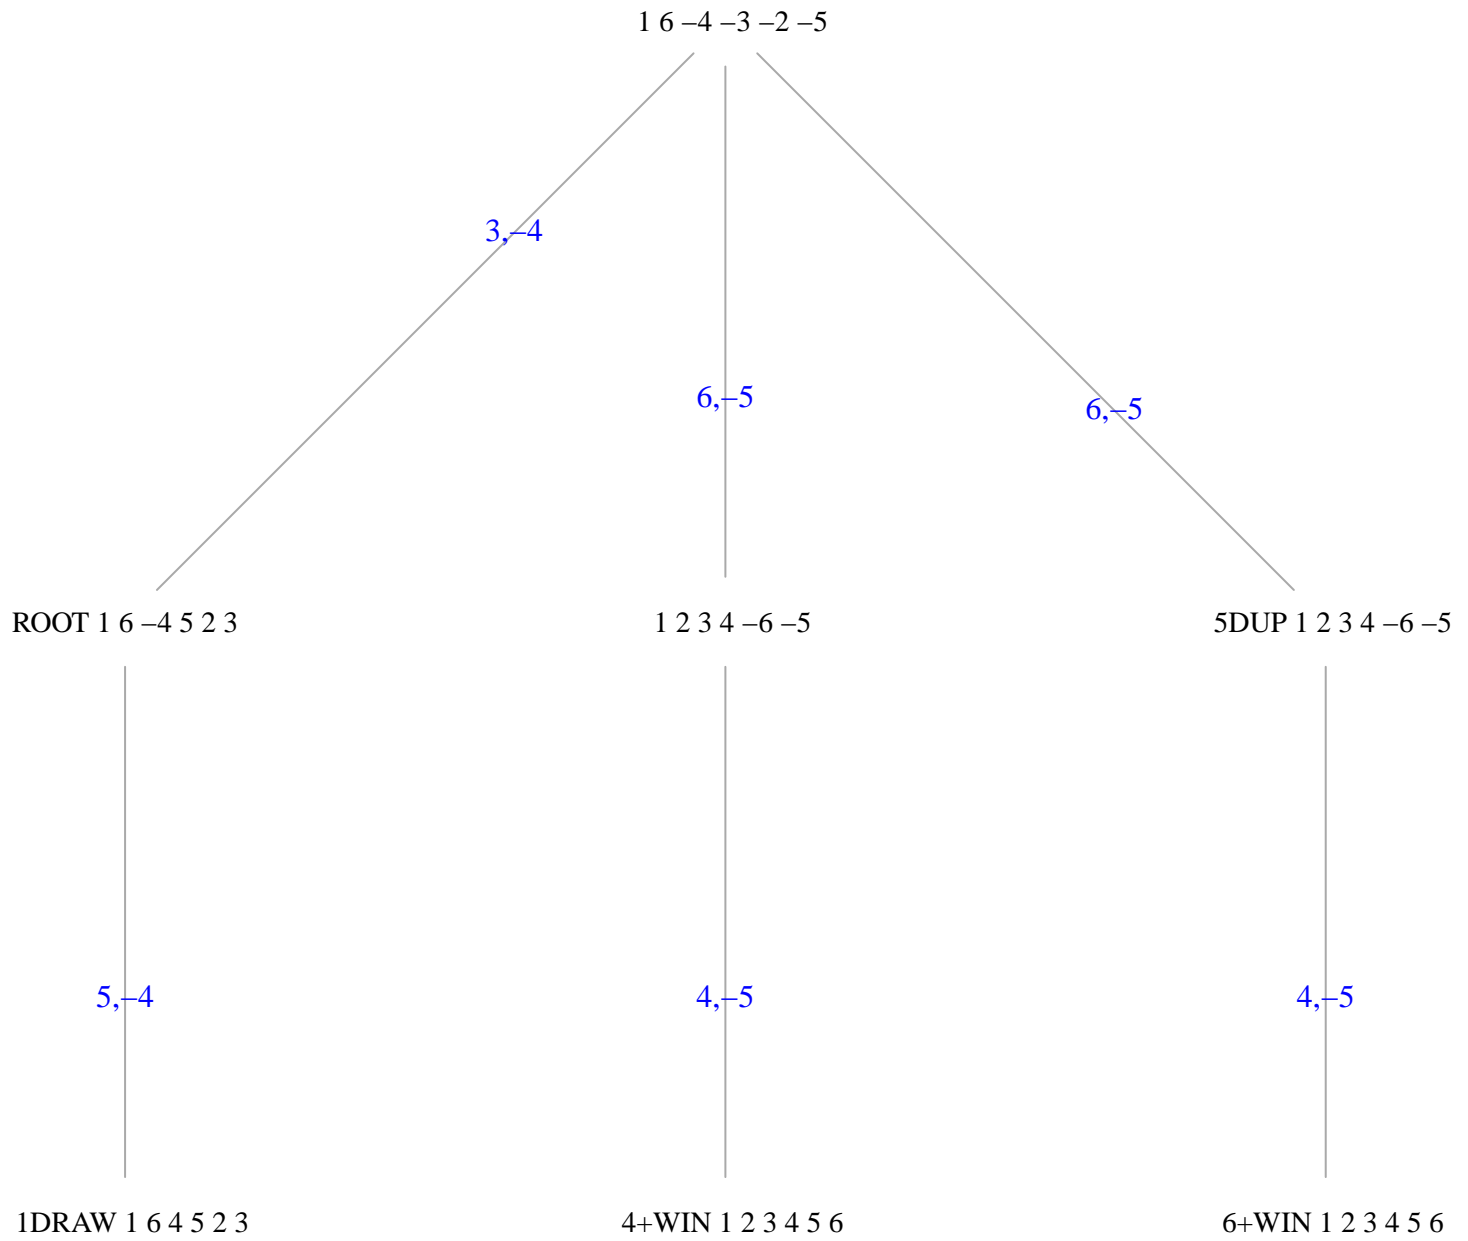 1 6 –4 –3 –2 –5
3,–4
6,–5
6,–5
ROOT 1 6 –4 5 2 3
1 2 3 4 –6 –5
5DUP 1 2 3 4 –6 –5
5,–4
4,–5
4,–5
1DRAW 1 6 4 5 2 3
4+WIN 1 2 3 4 5 6
6+WIN 1 2 3 4 5 6